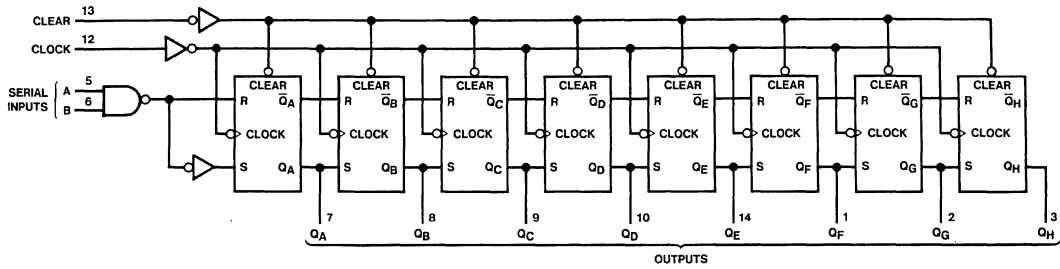 CLEAR 13
CLOCK 12
SERIAL INPUTS A 5
B 6
CLEAR CLEAR CLEAR CLEAR CLEAR CLEAR CLEAR CLEAR
R Q̅A R Q̅B R Q̅C R Q̅D R Q̅E R Q̅F R Q̅G R Q̅H
CLOCK CLOCK CLOCK CLOCK CLOCK CLOCK CLOCK CLOCK
S QA S QB S QC S QD S QE S QF S QG S QH
7 8 9 10 14 1 2 3
QA QB QC QD QE QF QG QH
OUTPUTS